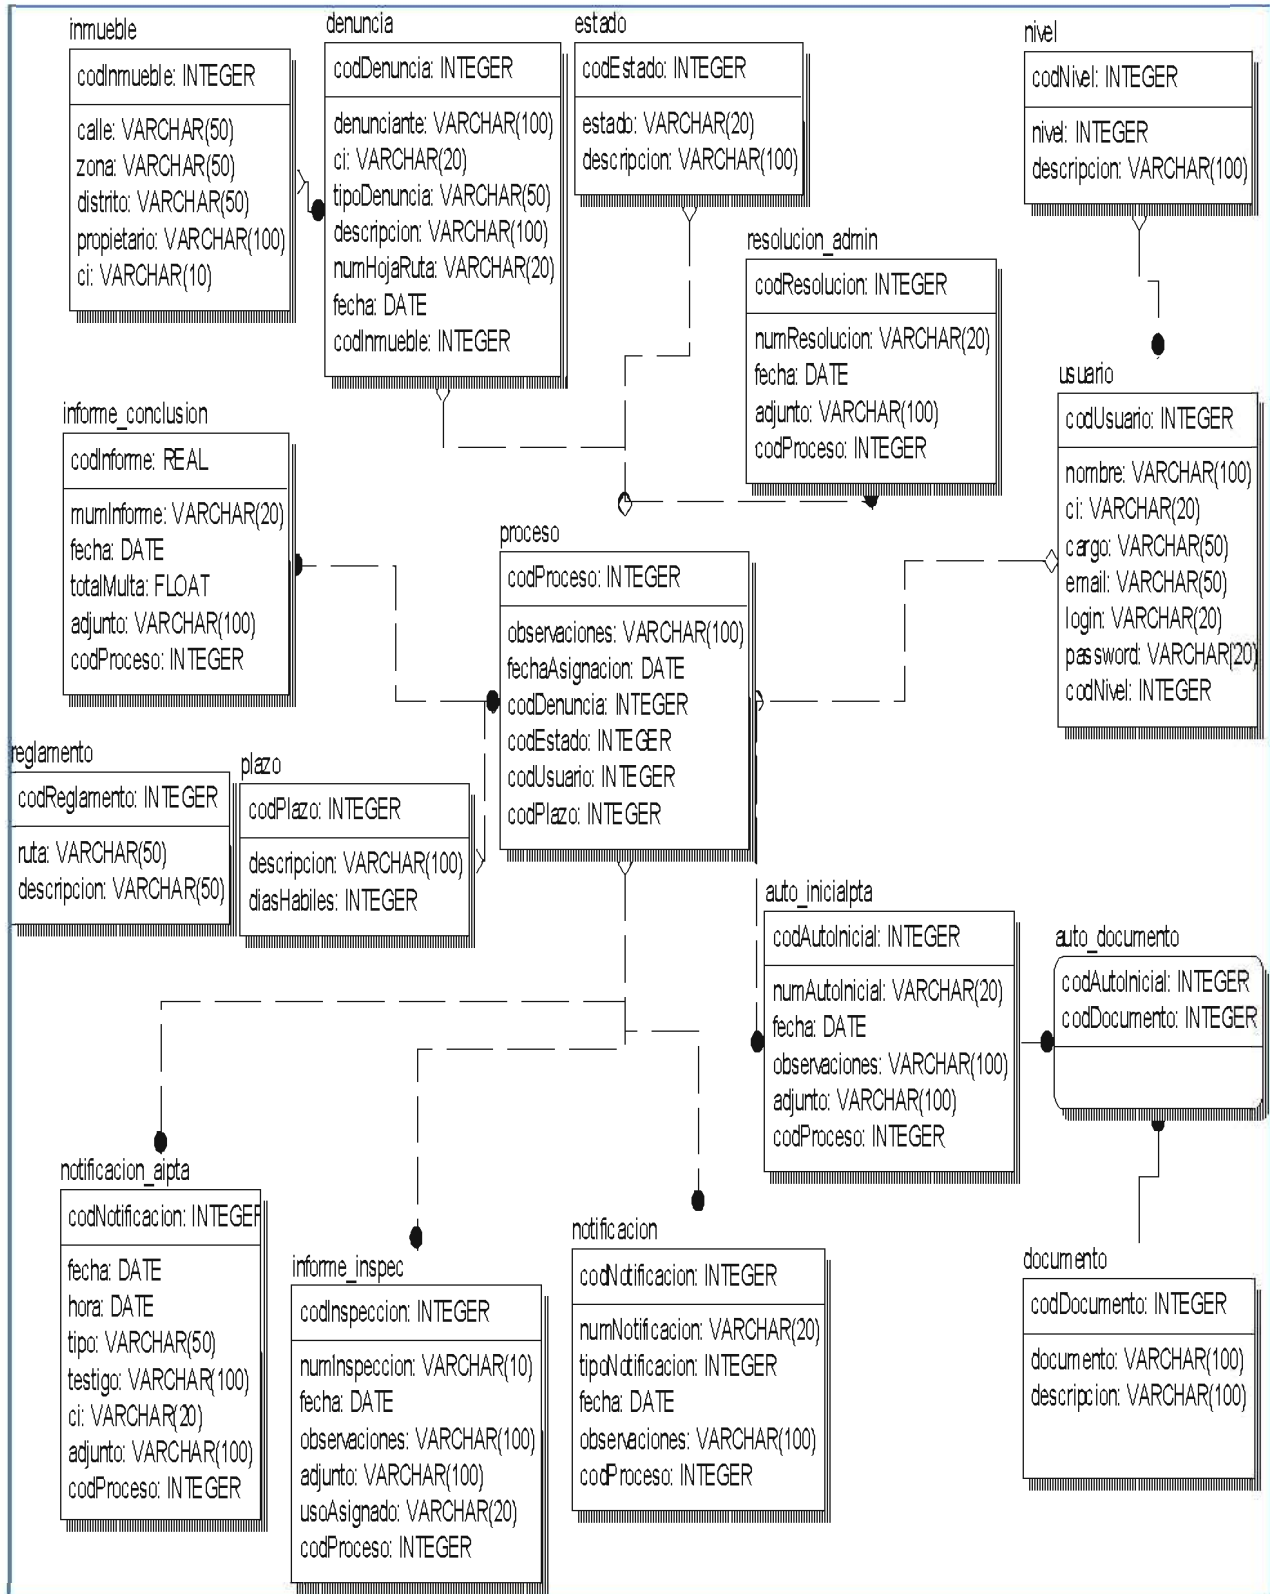 inmueble
codInmueble: INTEGER
calle: VARCHAR(50)
zona: VARCHAR(50)
distrito: VARCHAR(50)
propietario: VARCHAR(100)
ci: VARCHAR(10)
denuncia
codDenuncia: INTEGER
denunciante: VARCHAR(100)
ci: VARCHAR(20)
tipoDenuncia: VARCHAR(50)
descripcion: VARCHAR(100)
numHojaRuta: VARCHAR(20)
fecha: DATE
codInmueble: INTEGER
estado
codEstado: INTEGER
estado: VARCHAR(20)
descripcion: VARCHAR(100)
nivel
codNivel: INTEGER
nivel: INTEGER
descripcion: VARCHAR(100)
resolucion_admin
codResolucion: INTEGER
numResolucion: VARCHAR(20)
fecha: DATE
adjunto: VARCHAR(100)
codProceso: INTEGER
usuario
codUsuario: INTEGER
nombre: VARCHAR(100)
ci: VARCHAR(20)
cargo: VARCHAR(50)
email: VARCHAR(50)
login: VARCHAR(20)
password: VARCHAR(20)
codNivel: INTEGER
informe_conclusion
codInforme: REAL
mumInforme: VARCHAR(20)
fecha: DATE
totalMulta: FLOAT
adjunto: VARCHAR(100)
codProceso: INTEGER
proceso
codProceso: INTEGER
observaciones: VARCHAR(100)
fechaAsignacion: DATE
codDenuncia: INTEGER
codEstado: INTEGER
codUsuario: INTEGER
codPlazo: INTEGER
reglamento
codReglamento: INTEGER
ruta: VARCHAR(50)
descripcion: VARCHAR(50)
plazo
codPlazo: INTEGER
descripcion: VARCHAR(100)
diasHabiles: INTEGER
auto_inicialpta
codAutoInicial: INTEGER
numAutoInicial: VARCHAR(20)
fecha: DATE
observaciones: VARCHAR(100)
adjunto: VARCHAR(100)
codProceso: INTEGER
auto_documento
codAutoInicial: INTEGER
codDocumento: INTEGER
notificacion_aipta
codNotificacion: INTEGER
fecha: DATE
hora: DATE
tipo: VARCHAR(50)
testigo: VARCHAR(100)
ci: VARCHAR(20)
adjunto: VARCHAR(100)
codProceso: INTEGER
informe_inspec
codInspeccion: INTEGER
numInspeccion: VARCHAR(10)
fecha: DATE
observaciones: VARCHAR(100)
adjunto: VARCHAR(100)
usoAsignado: VARCHAR(20)
codProceso: INTEGER
notificacion
codNotificacion: INTEGER
numNotificacion: VARCHAR(20)
tipoNotificacion: INTEGER
fecha: DATE
observaciones: VARCHAR(100)
codProceso: INTEGER
documento
codDocumento: INTEGER
documento: VARCHAR(100)
descripcion: VARCHAR(100)